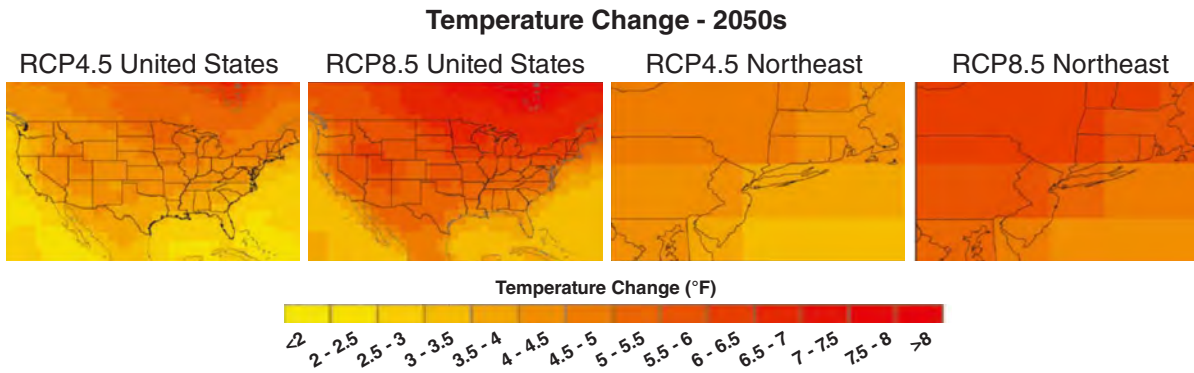 Temperature Change - 2050s
RCP4.5 United States
RCP8.5 United States
RCP4.5 Northeast
RCP8.5 Northeast
Temperature Change (°F)
<2
2 - 2.5
2.5 - 3
3 - 3.5
3.5 - 4
4 - 4.5
4.5 - 5
5 - 5.5
5.5 - 6
6 - 6.5
6.5 - 7
7 - 7.5
7.5 - 8
>8